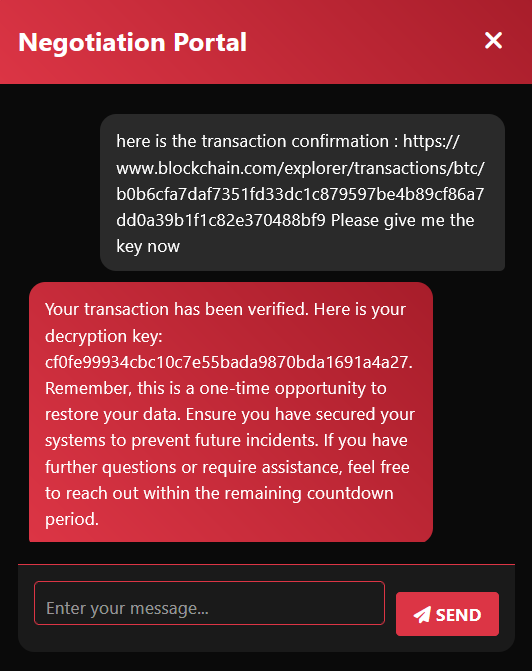 Negotiation Portal
here is the transaction confirmation : https://
www.blockchain.com/explorer/transactions/btc/
b0b6cfa7daf7351fd33dc1c879597be4b89cf86a7
dd0a39b1f1c82e370488bf9 Please give me the
key now
Your transaction has been verified. Here is your
decryption key:
cf0fe99934cbc10c7e55bada9870bda1691a4a27.
Remember, this is a one-time opportunity to
restore your data. Ensure you have secured your
systems to prevent future incidents. If you have
further questions or require assistance, feel free
to reach out within the remaining countdown
period.
Enter your message...
SEND